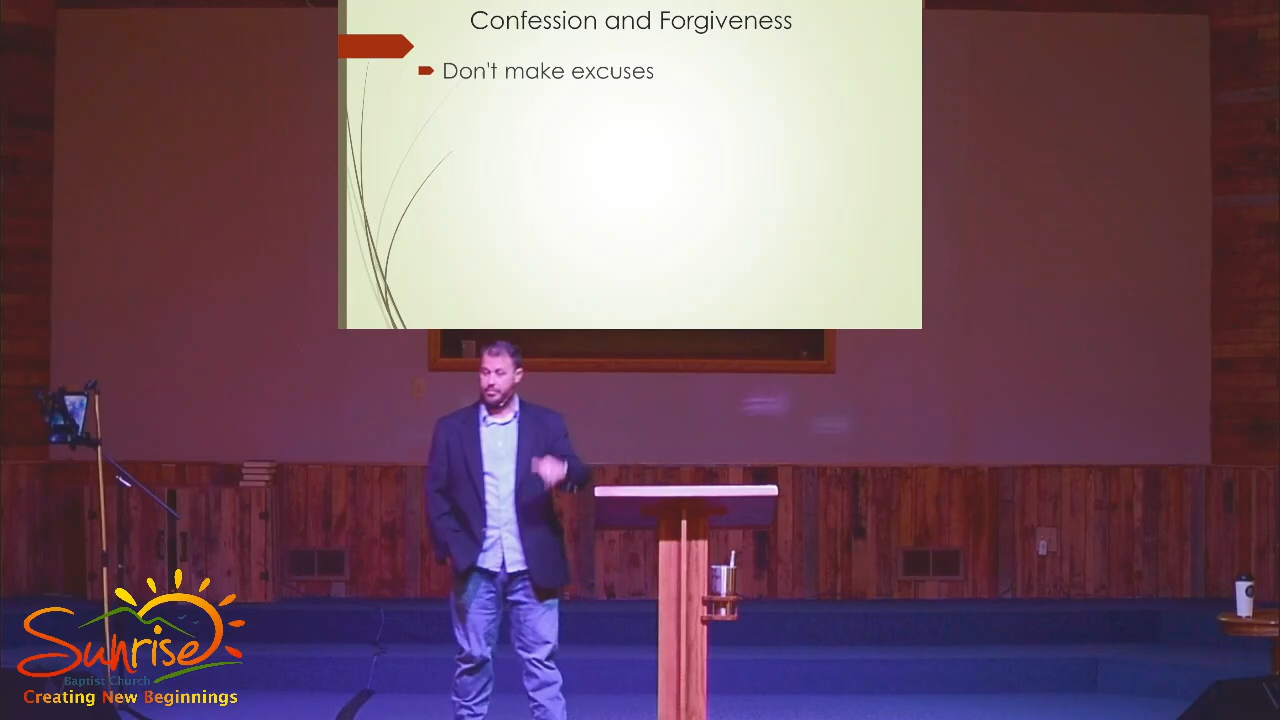 Confession and Forgiveness
Don't make excuses
Sunrise
Baptist Church
Creating New Beginnings